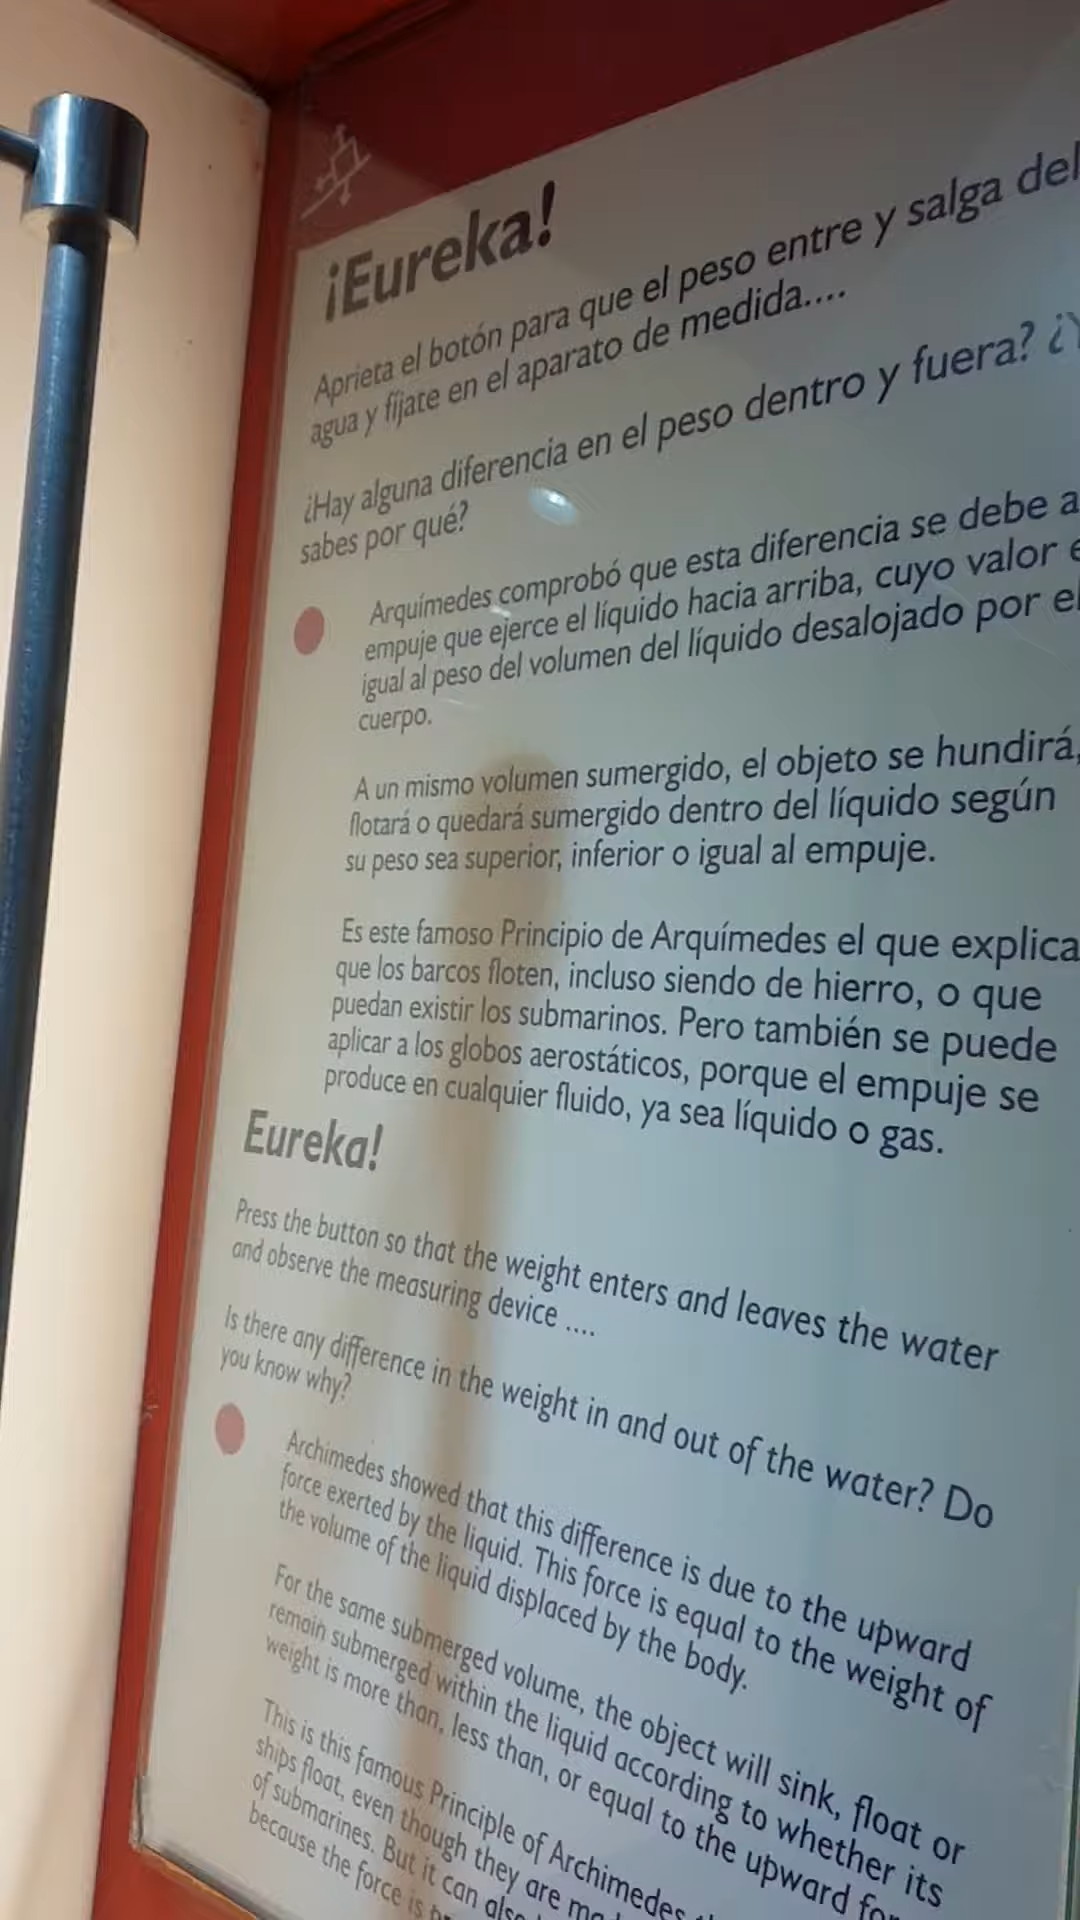 ¡Eureka!
Aprieta el botón para que el peso entre y salga del
agua y fíjate en el aparato de medida....
¿Hay alguna diferencia en el peso dentro y fuera? ¿Y
sabes por qué?
Arquímedes comprobó que esta diferencia se debe a
empuje que ejerce el líquido hacia arriba, cuyo valor
igual al peso del volumen del líquido desalojado por el
cuerpo.
A un mismo volumen sumergido, el objeto se hundirá,
flotará o quedará sumergido dentro del líquido según
su peso sea superior, inferior o igual al empuje.
Es este famoso Principio de Arquímedes el que explica
que los barcos floten, incluso siendo de hierro, o que
puedan existir los submarinos. Pero también se puede
aplicar a los globos aerostáticos, porque el empuje se
produce en cualquier fluido, ya sea líquido o gas.
Eureka!
Press the button so that the weight enters and leaves the water
and observe the measuring device ....
Is there any difference in the weight in and out of the water? Do
you know why?
Archimedes showed that this difference is due to the upward
force exerted by the liquid. This force is equal to the weight of
the volume of the liquid displaced by the body.
For the same submerged volume, the object will sink, float or
remain submerged within the liquid according to whether its
weight is more than, less than, or equal to the upward
This is this famous Principle of Archimedes
ships float, even though they are
of submarines. But it can also
because the force is